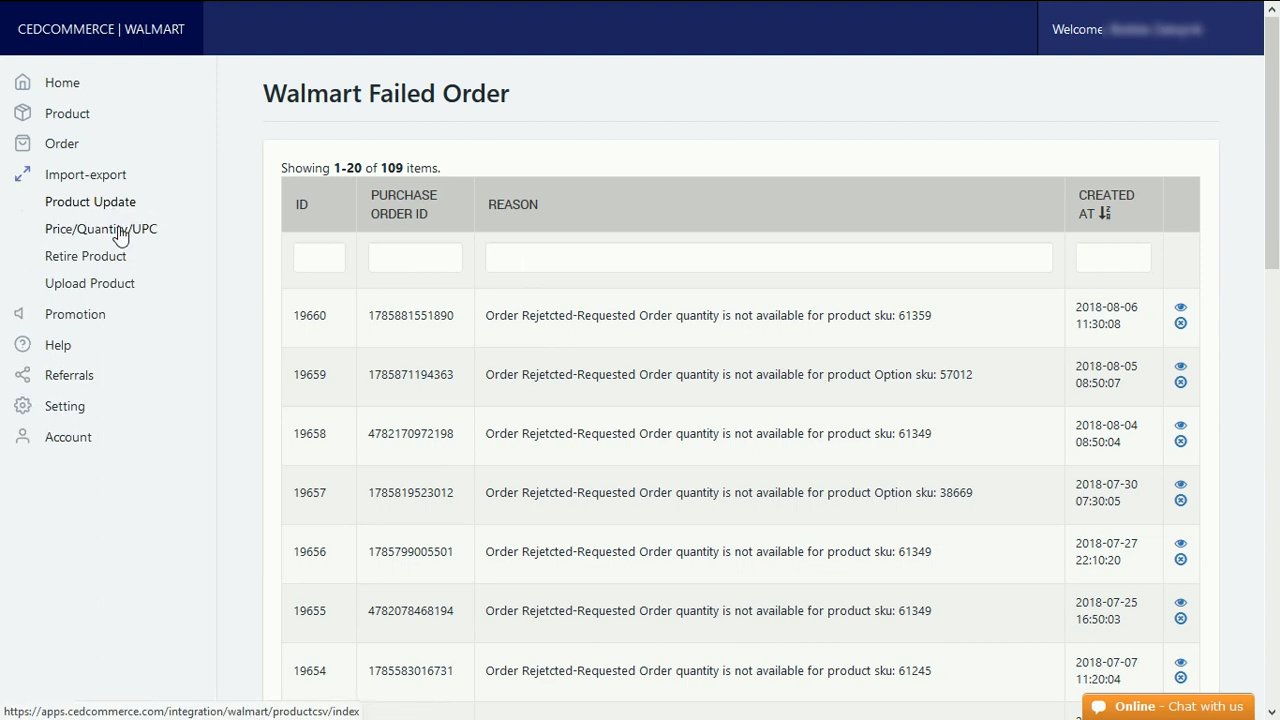 CEDCOMMERCE | WALMART
Welcome
Home
Product
Order
Import-export
Product Update
Price/Quantity/UPC
Retire Product
Upload Product
Promotion
Help
Referrals
Setting
Account
Walmart Failed Order
Showing 1-20 of 109 items.
ID
PURCHASE
ORDER ID
REASON
CREATED
AT
19660 1785881551890 Order Rejetcted-Requested Order quantity is not available for product sku: 61359 2018-08-06
11:30:08
19659 1785871194363 Order Rejetcted-Requested Order quantity is not available for product Option sku: 57012 2018-08-05
08:50:07
19658 4782170972198 Order Rejetcted-Requested Order quantity is not available for product sku: 61349 2018-08-04
08:50:04
19657 1785819523012 Order Rejetcted-Requested Order quantity is not available for product Option sku: 38669 2018-07-30
07:30:05
19656 1785799005501 Order Rejetcted-Requested Order quantity is not available for product sku: 61349 2018-07-27
22:10:20
19655 4782078468194 Order Rejetcted-Requested Order quantity is not available for product sku: 61349 2018-07-25
16:50:03
19654 1785583016731 Order Rejetcted-Requested Order quantity is not available for product sku: 61245 2018-07-07
11:20:04
https://apps.cedcommerce.com/integration/walmart/productcsv/index
Online - Chat with us